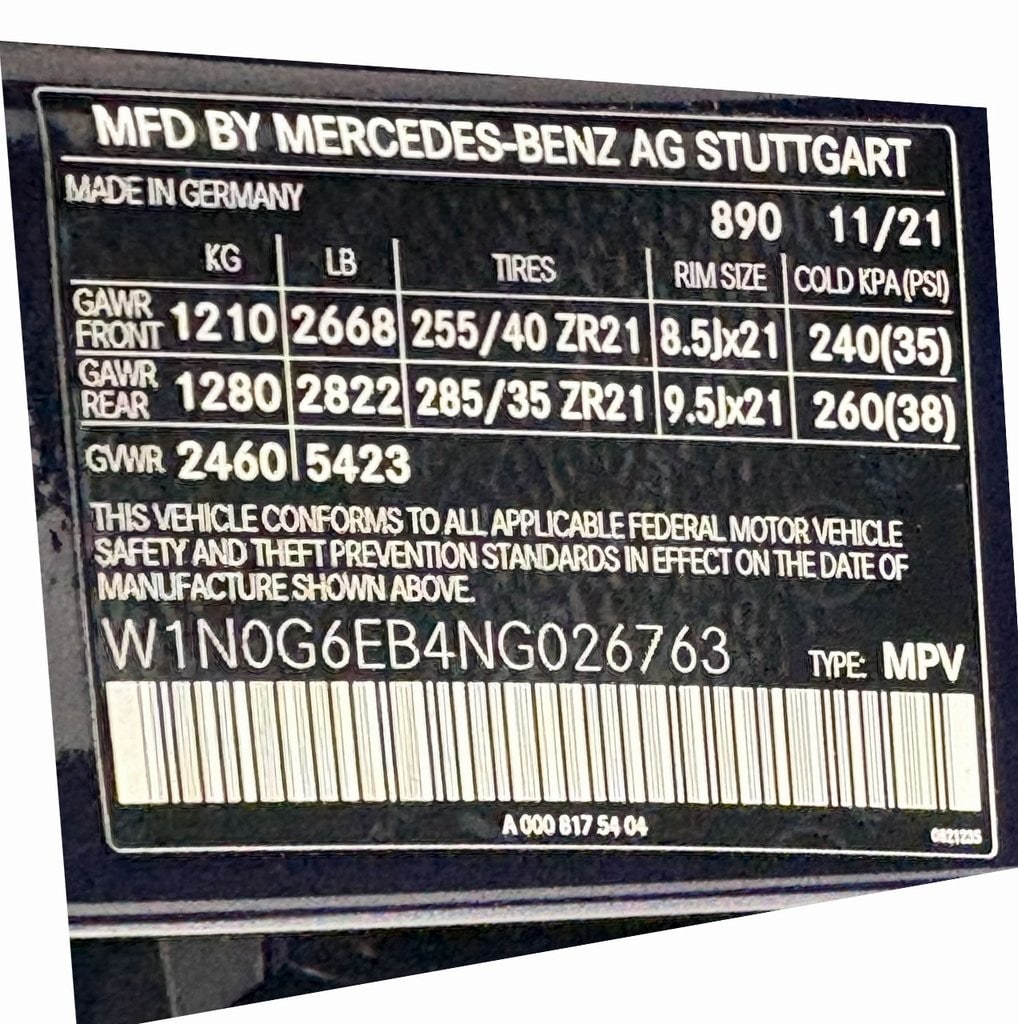 MFD BY MERCEDES-BENZ AG STUTTGART
MADE IN GERMANY
890 11/21
KG LB TIRES RIM SIZE COLD KPA (PSI)
GAWR FRONT 1210 2668 255/40 ZR21 8.5Jx21 240(35)
GAWR REAR 1280 2822 285/35 ZR21 9.5Jx21 260(38)
GVWR 2460 5423
THIS VEHICLE CONFORMS TO ALL APPLICABLE FEDERAL MOTOR VEHICLE
SAFETY AND THEFT PREVENTION STANDARDS IN EFFECT ON THE DATE OF
MANUFACTURE SHOWN ABOVE.
W1N0G6EB4NG026763 TYPE: MPV
A 000 817 54 04
0821235